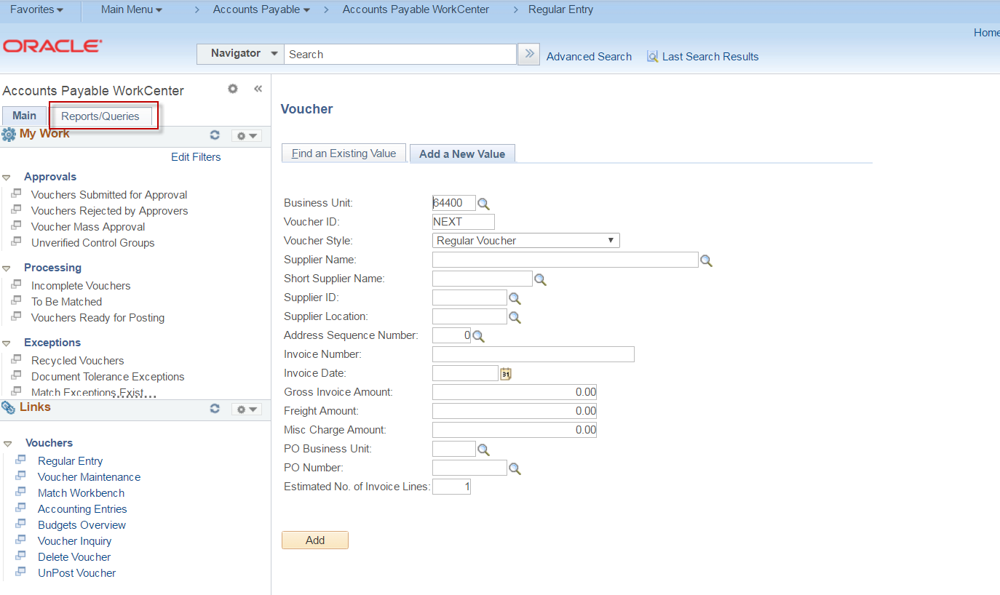 Favorites Main Menu > Accounts Payable > Accounts Payable WorkCenter > Regular Entry
Home
ORACLE
Navigator Search » Advanced Search Last Search Results
Accounts Payable WorkCenter «
Main Reports/Queries
My Work
Edit Filters
Approvals
Vouchers Submitted for Approval
Vouchers Rejected by Approvers
Voucher Mass Approval
Unverified Control Groups
Processing
Incomplete Vouchers
To Be Matched
Vouchers Ready for Posting
Exceptions
Recycled Vouchers
Document Tolerance Exceptions
Match Exceptions Exist
Links
Vouchers
Regular Entry
Voucher Maintenance
Match Workbench
Accounting Entries
Budgets Overview
Voucher Inquiry
Delete Voucher
UnPost Voucher
Voucher
Find an Existing Value Add a New Value
Business Unit: 64400
Voucher ID: NEXT
Voucher Style: Regular Voucher
Supplier Name:
Short Supplier Name:
Supplier ID:
Supplier Location:
Address Sequence Number: 0
Invoice Number:
Invoice Date: 31
Gross Invoice Amount: 0.00
Freight Amount: 0.00
Misc Charge Amount: 0.00
PO Business Unit:
PO Number:
Estimated No. of Invoice Lines: 1
Add